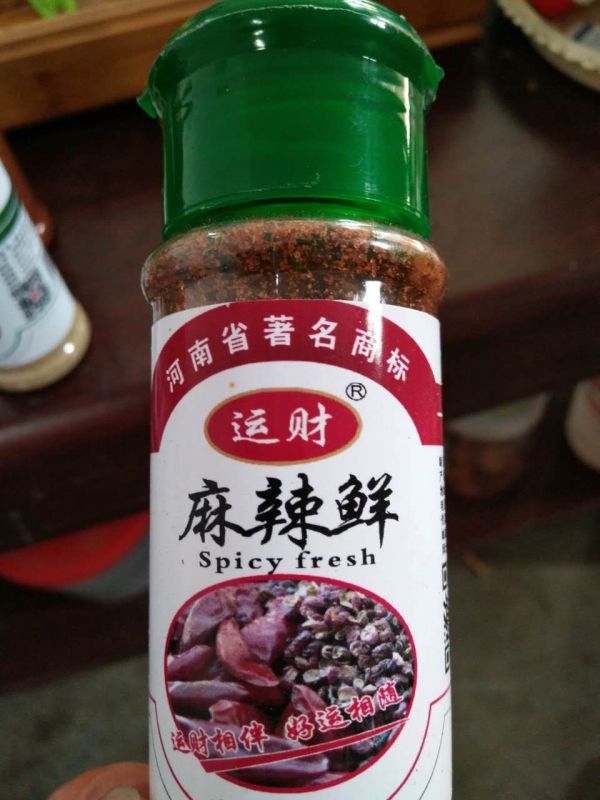 河南省著名商标
运财®
麻辣鲜
Spicy fresh
运财相伴 好运相随